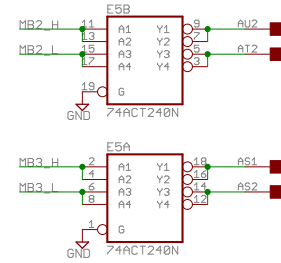 E5B
MB2_H 11 A1 Y1 9 AU2
13 A2 Y2 7
MB2_L 15 A3 Y3 5 AT2
17 A4 Y4 3
19 G
GND
74ACT240N
E5A
MB3_H 2 A1 Y1 18 AS1
4 A2 Y2 16
MB3_L 6 A3 Y3 14 AS2
8 A4 Y4 12
1 G
GND
74ACT240N